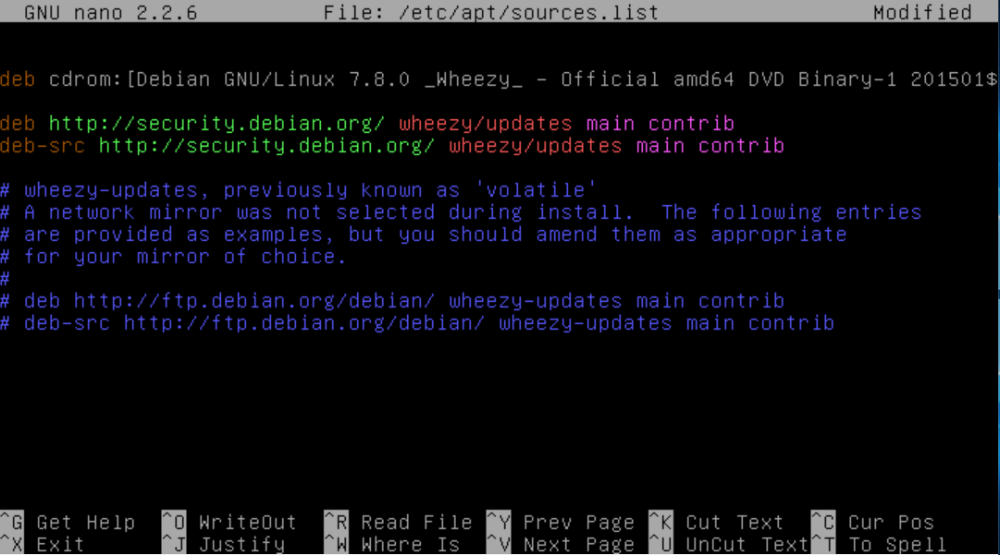 GNU nano 2.2.6 File: /etc/apt/sources.list Modified
deb cdrom:[Debian GNU/Linux 7.8.0 _Wheezy_ - Official amd64 DVD Binary-1 201501$
deb http://security.debian.org/ wheezy/updates main contrib
deb-src http://security.debian.org/ wheezy/updates main contrib
# wheezy-updates, previously known as 'volatile'
# A network mirror was not selected during install.  The following entries
# are provided as examples, but you should amend them as appropriate
# for your mirror of choice.
#
# deb http://ftp.debian.org/debian/ wheezy-updates main contrib
# deb-src http://ftp.debian.org/debian/ wheezy-updates main contrib
^G Get Help ^O WriteOut ^R Read File ^Y Prev Page ^K Cut Text ^C Cur Pos
^X Exit ^J Justify ^W Where Is ^V Next Page ^U UnCut Text ^T To Spell